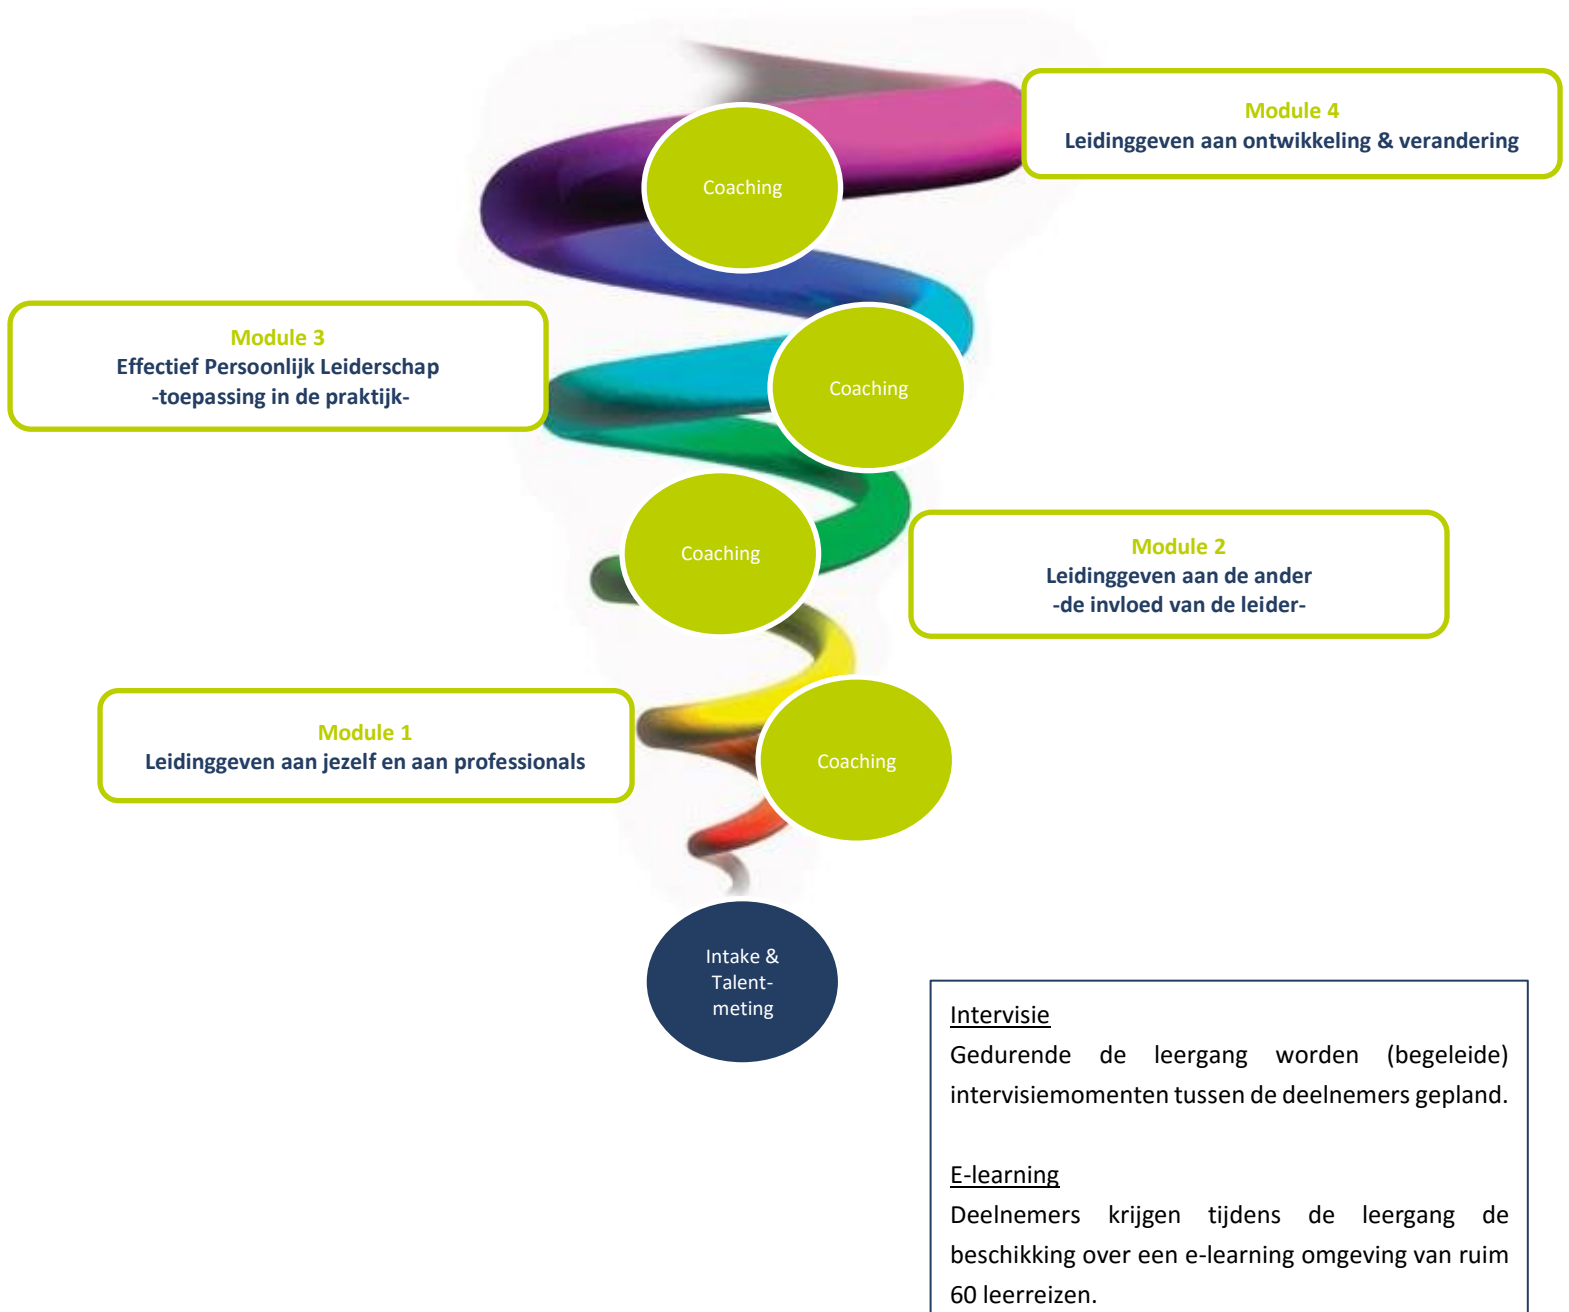 Module 4
Leidinggeven aan ontwikkeling & verandering
Coaching
Module 3
Effectief Persoonlijk Leiderschap
-toepassing in de praktijk-
Coaching
Coaching
Module 2
Leidinggeven aan de ander
-de invloed van de leider-
Module 1
Leidinggeven aan jezelf en aan professionals
Coaching
Intake &
Talent-
meting
Intervisie
Gedurende de leergang worden (begeleide)
intervisiemomenten tussen de deelnemers gepland.
E-learning
Deelnemers krijgen tijdens de leergang de
beschikking over een e-learning omgeving van ruim
60 leerreizen.